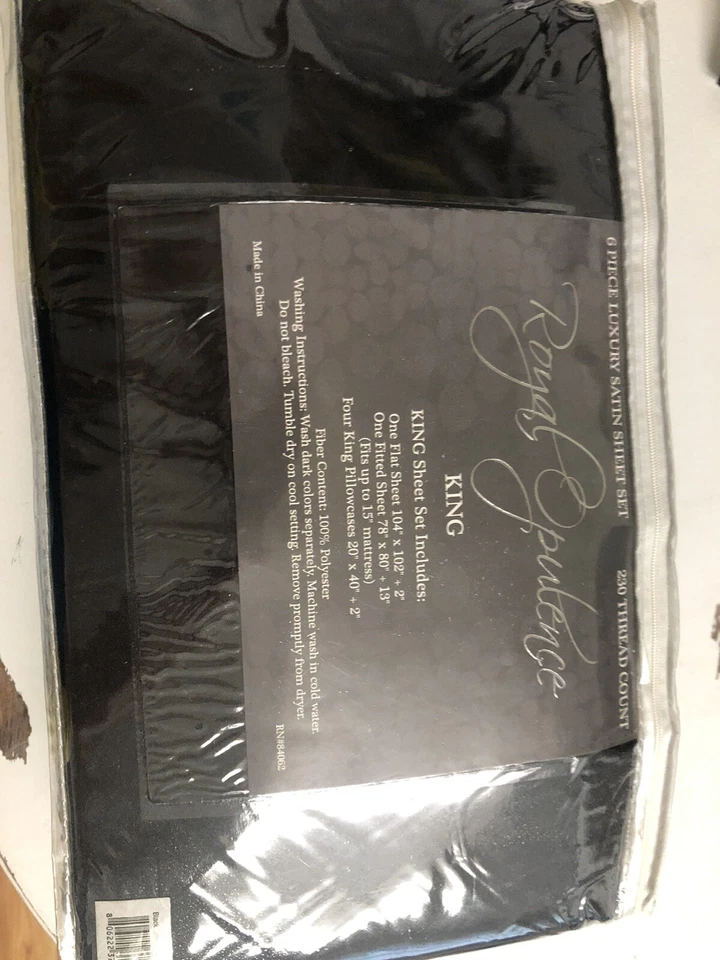 6 PIECE LUXURY SATIN SHEET SET 230 THREAD COUNT
Royal Opulence
KING
KING Sheet Set Includes:
One Flat Sheet 104" x 102" + 2"
One Fitted Sheet 78" x 80" + 13"
(Fits up to 15" mattress)
Four King Pillowcases 20" x 40" + 2"
Fiber Content: 100% Polyester
Washing Instructions: Wash dark colors separately. Machine wash in cold water.
Do not bleach. Tumble dry on cool setting. Remove promptly from dryer.
Made in China
RN#84062
Black